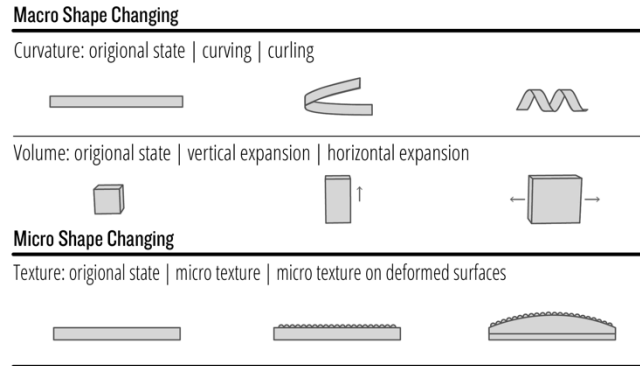 Macro Shape Changing
Curvature: origional state | curving | curling
Volume: origional state | vertical expansion | horizontal expansion
Micro Shape Changing
Texture: origional state | micro texture | micro texture on deformed surfaces